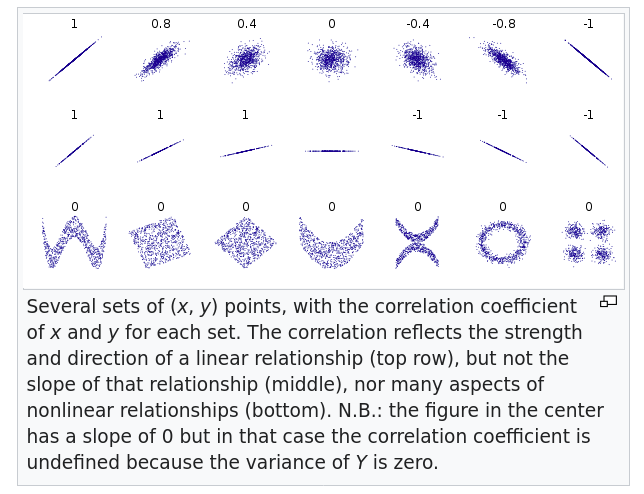 1 0.8 0.4 0 -0.4 -0.8 -1
1 1 1 -1 -1 -1
0 0 0 0 0 0 0
Several sets of (x, y) points, with the correlation coefficient
of x and y for each set. The correlation reflects the strength
and direction of a linear relationship (top row), but not the
slope of that relationship (middle), nor many aspects of
nonlinear relationships (bottom). N.B.: the figure in the center
has a slope of 0 but in that case the correlation coefficient is
undefined because the variance of Y is zero.